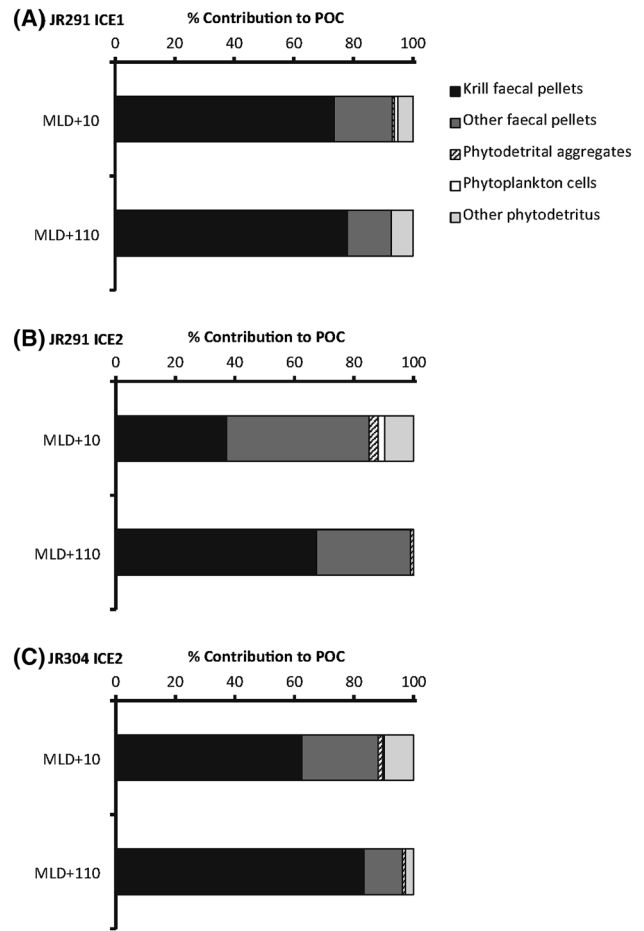 (A) JR291 ICE1 % Contribution to POC
0 20 40 60 80 100
MLD+10
MLD+110
Krill faecal pellets
Other faecal pellets
Phytodetrital aggregates
Phytoplankton cells
Other phytodetritus
(B) JR291 ICE2 % Contribution to POC
0 20 40 60 80 100
MLD+10
MLD+110
(C) JR304 ICE2 % Contribution to POC
0 20 40 60 80 100
MLD+10
MLD+110